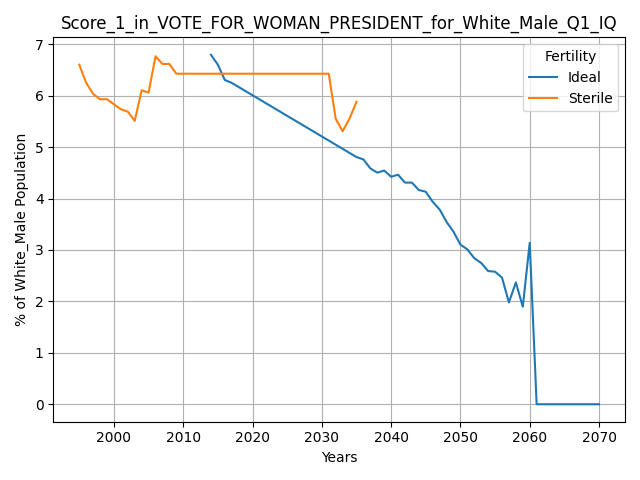 Score_1_in_VOTE_FOR_WOMAN_PRESIDENT_for_White_Male_Q1_IQ
Fertility
Ideal
Sterile
% of White_Male Population
7
6
5
4
3
2
1
0
2000 2010 2020 2030 2040 2050 2060 2070
Years